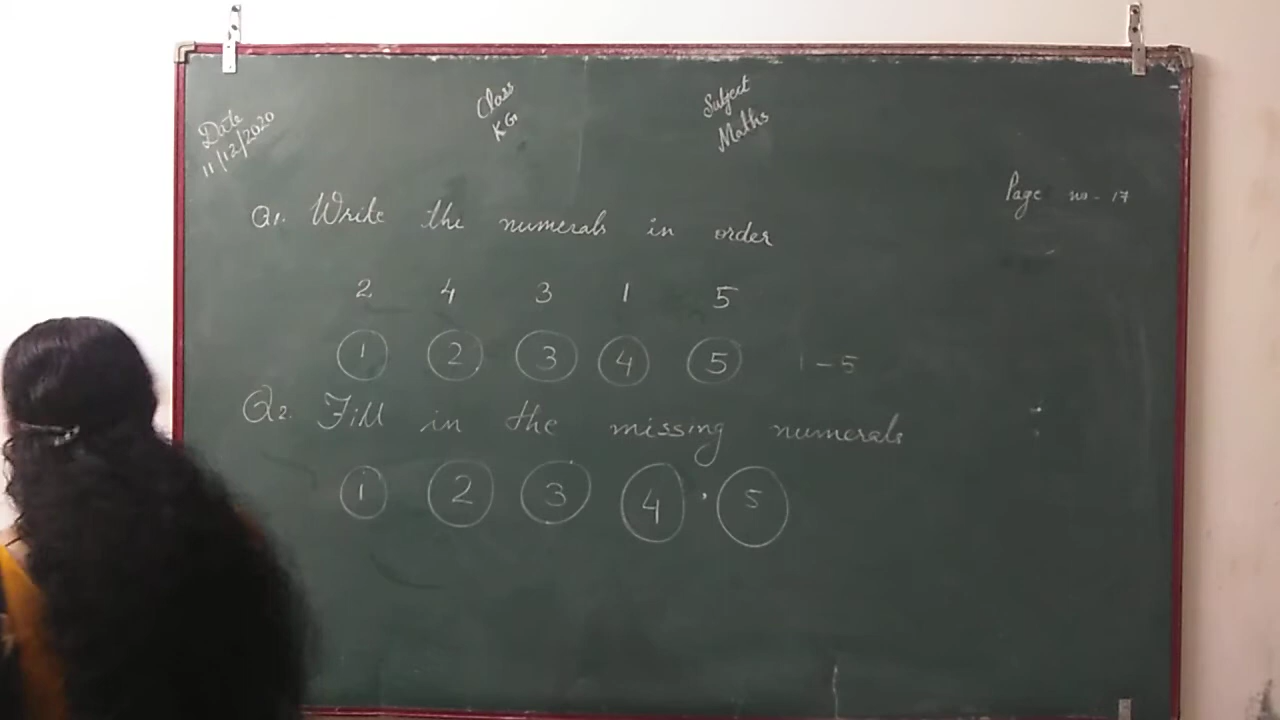 Date
11/12/2020
Class
KG
Subject
Maths
Page no - 17
Q1. Write the numerals in order
2 4 3 1 5
1 2 3 4 5 1-5
Q2. Fill in the missing numerals
1 2 3 4 5